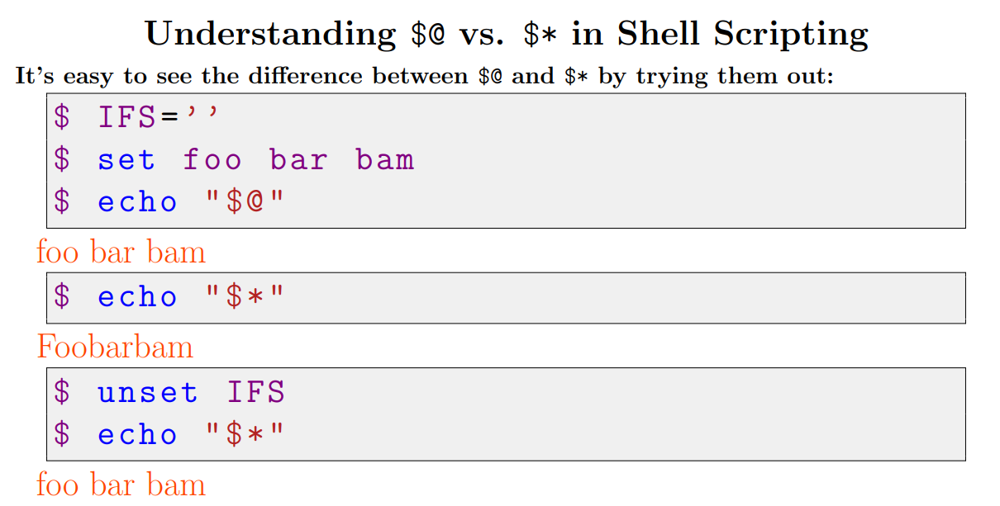 Understanding $@ vs. $* in Shell Scripting
It’s easy to see the difference between $@ and $* by trying them out:
$ IFS=’’
$ set foo bar bam
$ echo "$@"
foo bar bam
$ echo "$*"
Foobarbam
$ unset IFS
$ echo "$*"
foo bar bam